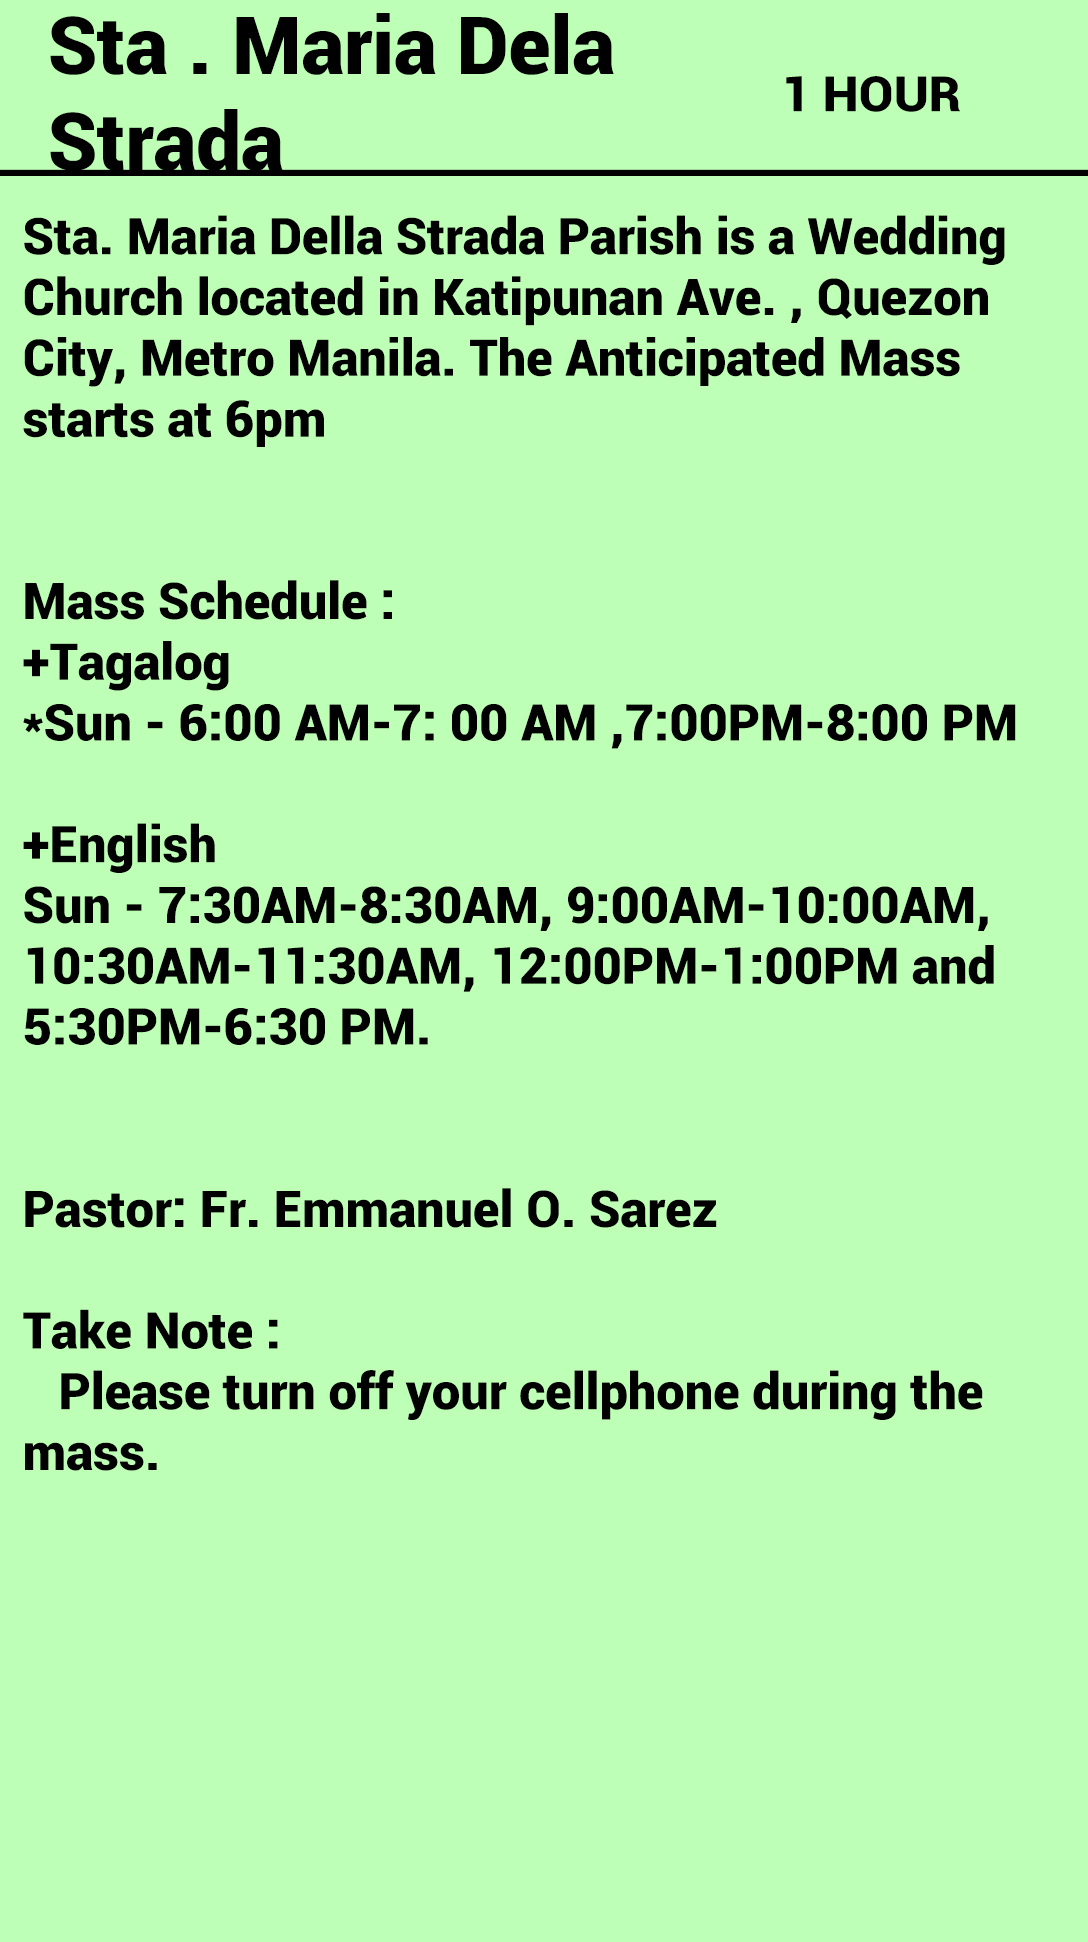 Sta . Maria Dela
Strada
1 HOUR
Sta. Maria Della Strada Parish is a Wedding
Church located in Katipunan Ave. , Quezon
City, Metro Manila. The Anticipated Mass
starts at 6pm
Mass Schedule :
+Tagalog
*Sun - 6:00 AM-7: 00 AM ,7:00PM-8:00 PM
+English
Sun - 7:30AM-8:30AM, 9:00AM-10:00AM,
10:30AM-11:30AM, 12:00PM-1:00PM and
5:30PM-6:30 PM.
Pastor: Fr. Emmanuel O. Sarez
Take Note :
Please turn off your cellphone during the
mass.